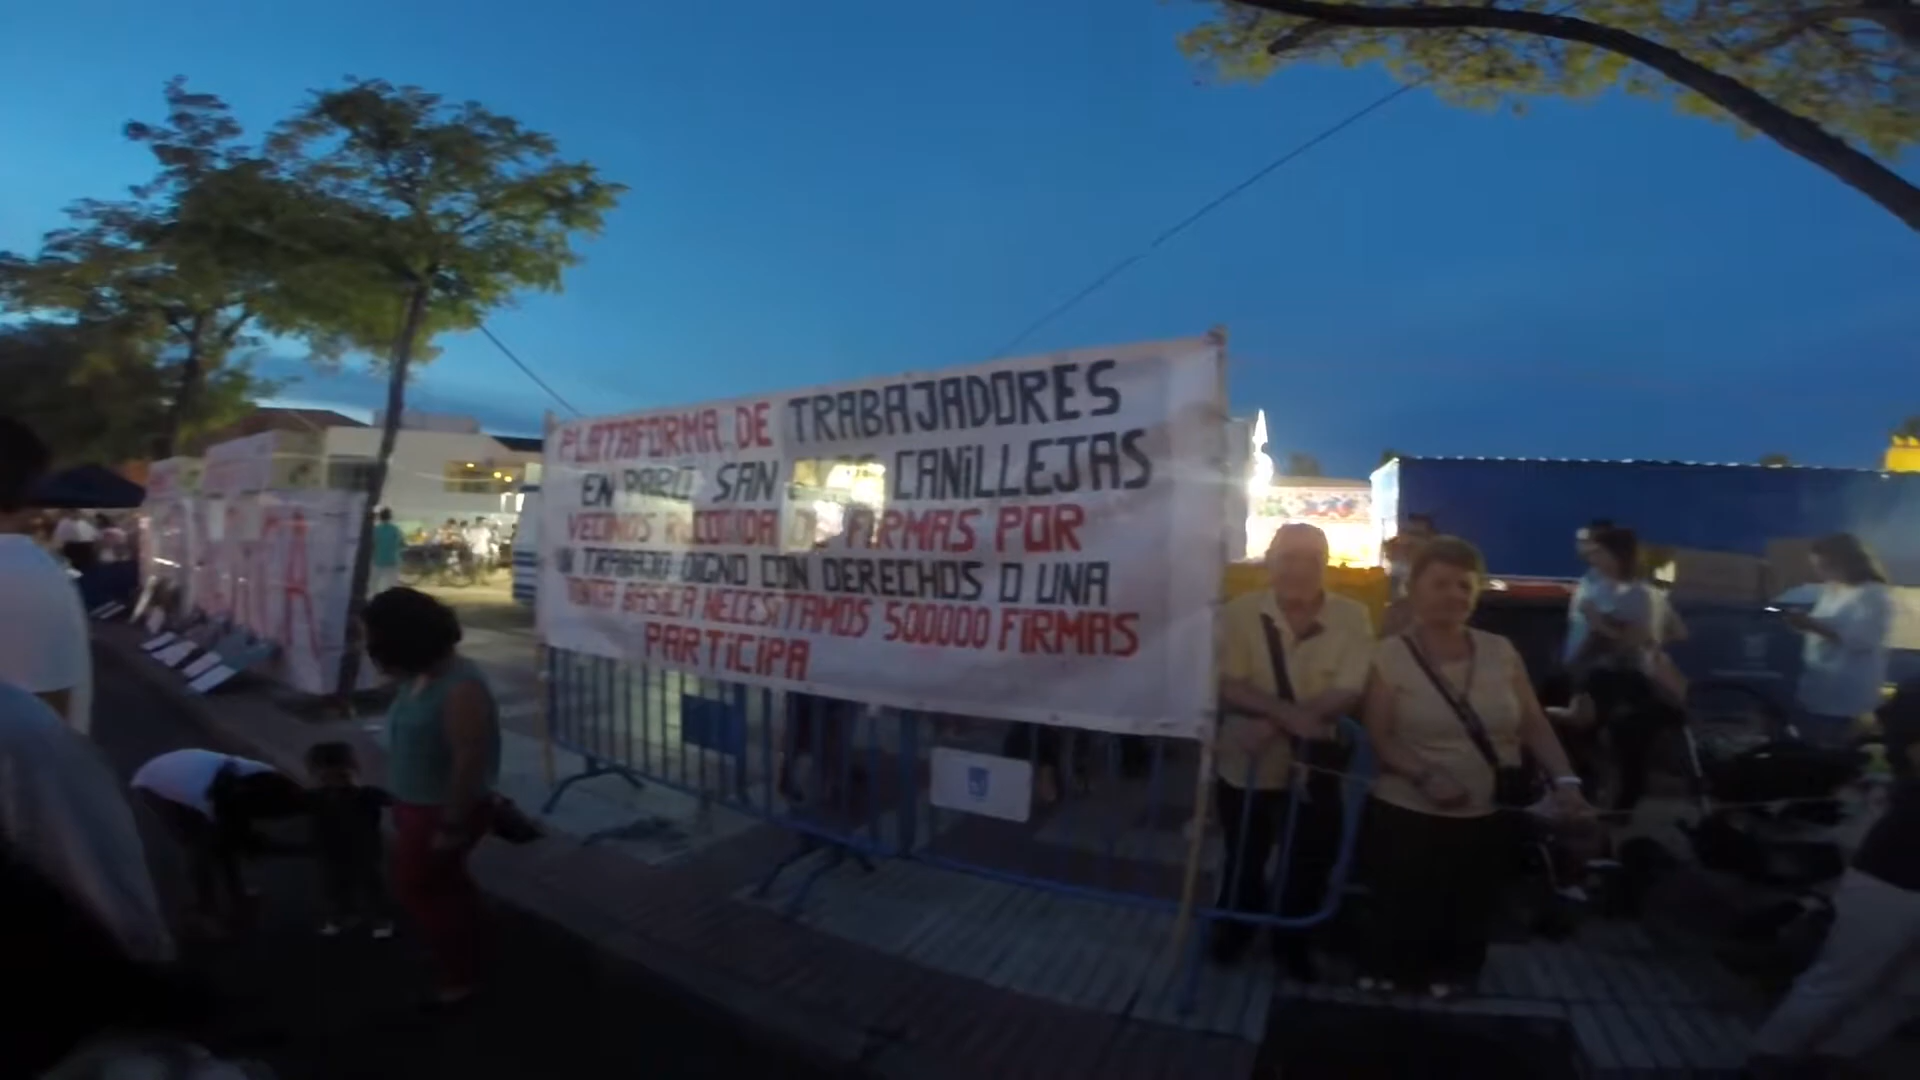 PLATAFORMA DE TRABAJADORES
EN PARO SAN CANiLLEJAS
VECINOS RECOGIDA DE FIRMAS POR
UN TRABAJO DIGNO CON DERECHOS O UNA
RENTA BASICA NECESiTAMOS 500000 FIRMAS
PARTiCiPA